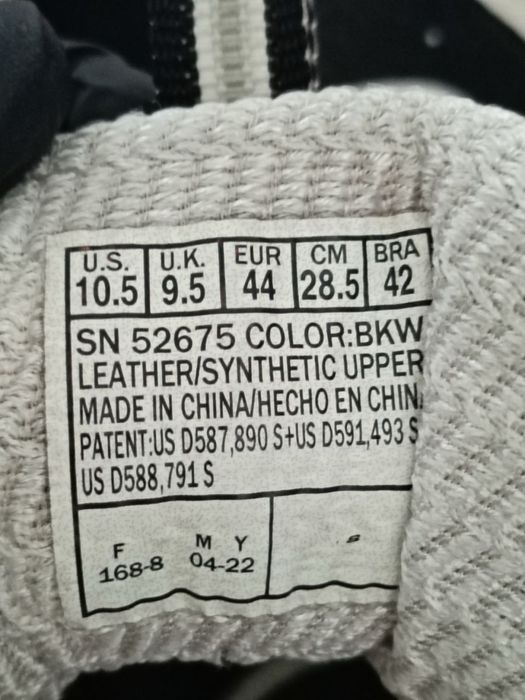 U.S. U.K. EUR CM BRA
10.5 9.5 44 28.5 42
SN 52675 COLOR:BKW
LEATHER/SYNTHETIC UPPER
MADE IN CHINA/HECHO EN CHIN
PATENT:US D587,890 S+US D591,493 S
US D588,791 S
F M Y
168-8 04-22